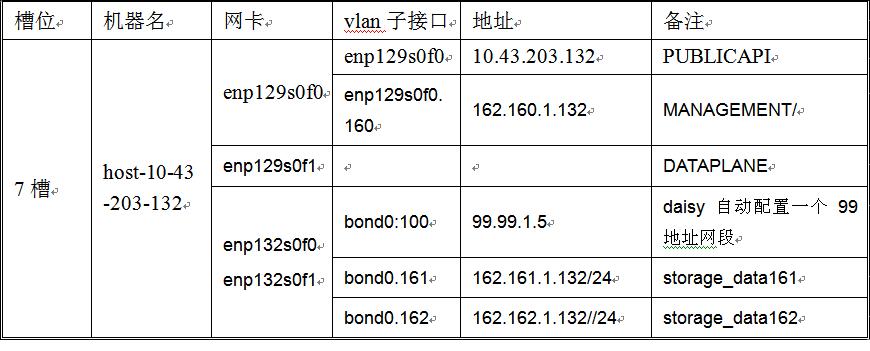 槽位 机器名 网卡 vlan 子接口 地址 备注
7 槽
host-10-43
-203-132
enp129s0f0
enp129s0f0 10.43.203.132 PUBLICAPI
enp129s0f0.
160
162.160.1.132 MANAGEMENT/
enp129s0f1 DATAPLANE
enp132s0f0
enp132s0f1
bond0:100 99.99.1.5
daisy 自动配置一个 99
地址网段
bond0.161 162.161.1.132/24 storage_data161
bond0.162 162.162.1.132//24 storage_data162